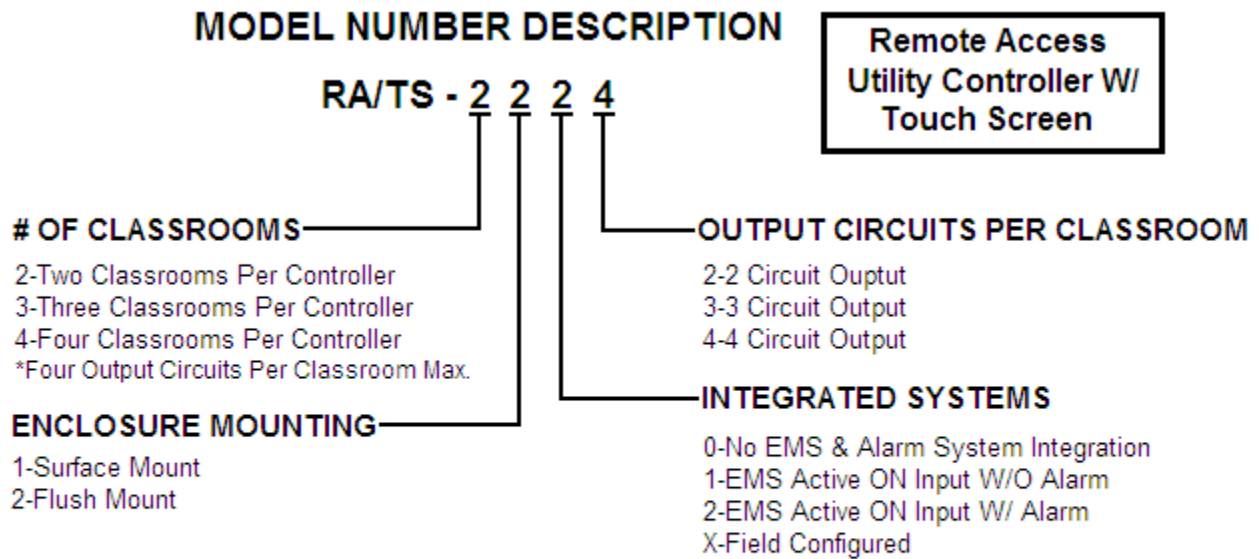 MODEL NUMBER DESCRIPTION
Remote Access
Utility Controller W/
Touch Screen
RA/TS - 2 2 2 4
# OF CLASSROOMS
2-Two Classrooms Per Controller
3-Three Classrooms Per Controller
4-Four Classrooms Per Controller
*Four Output Circuits Per Classroom Max.
ENCLOSURE MOUNTING
1-Surface Mount
2-Flush Mount
OUTPUT CIRCUITS PER CLASSROOM
2-2 Circuit Ouptut
3-3 Circuit Output
4-4 Circuit Output
INTEGRATED SYSTEMS
0-No EMS & Alarm System Integration
1-EMS Active ON Input W/O Alarm
2-EMS Active ON Input W/ Alarm
X-Field Configured